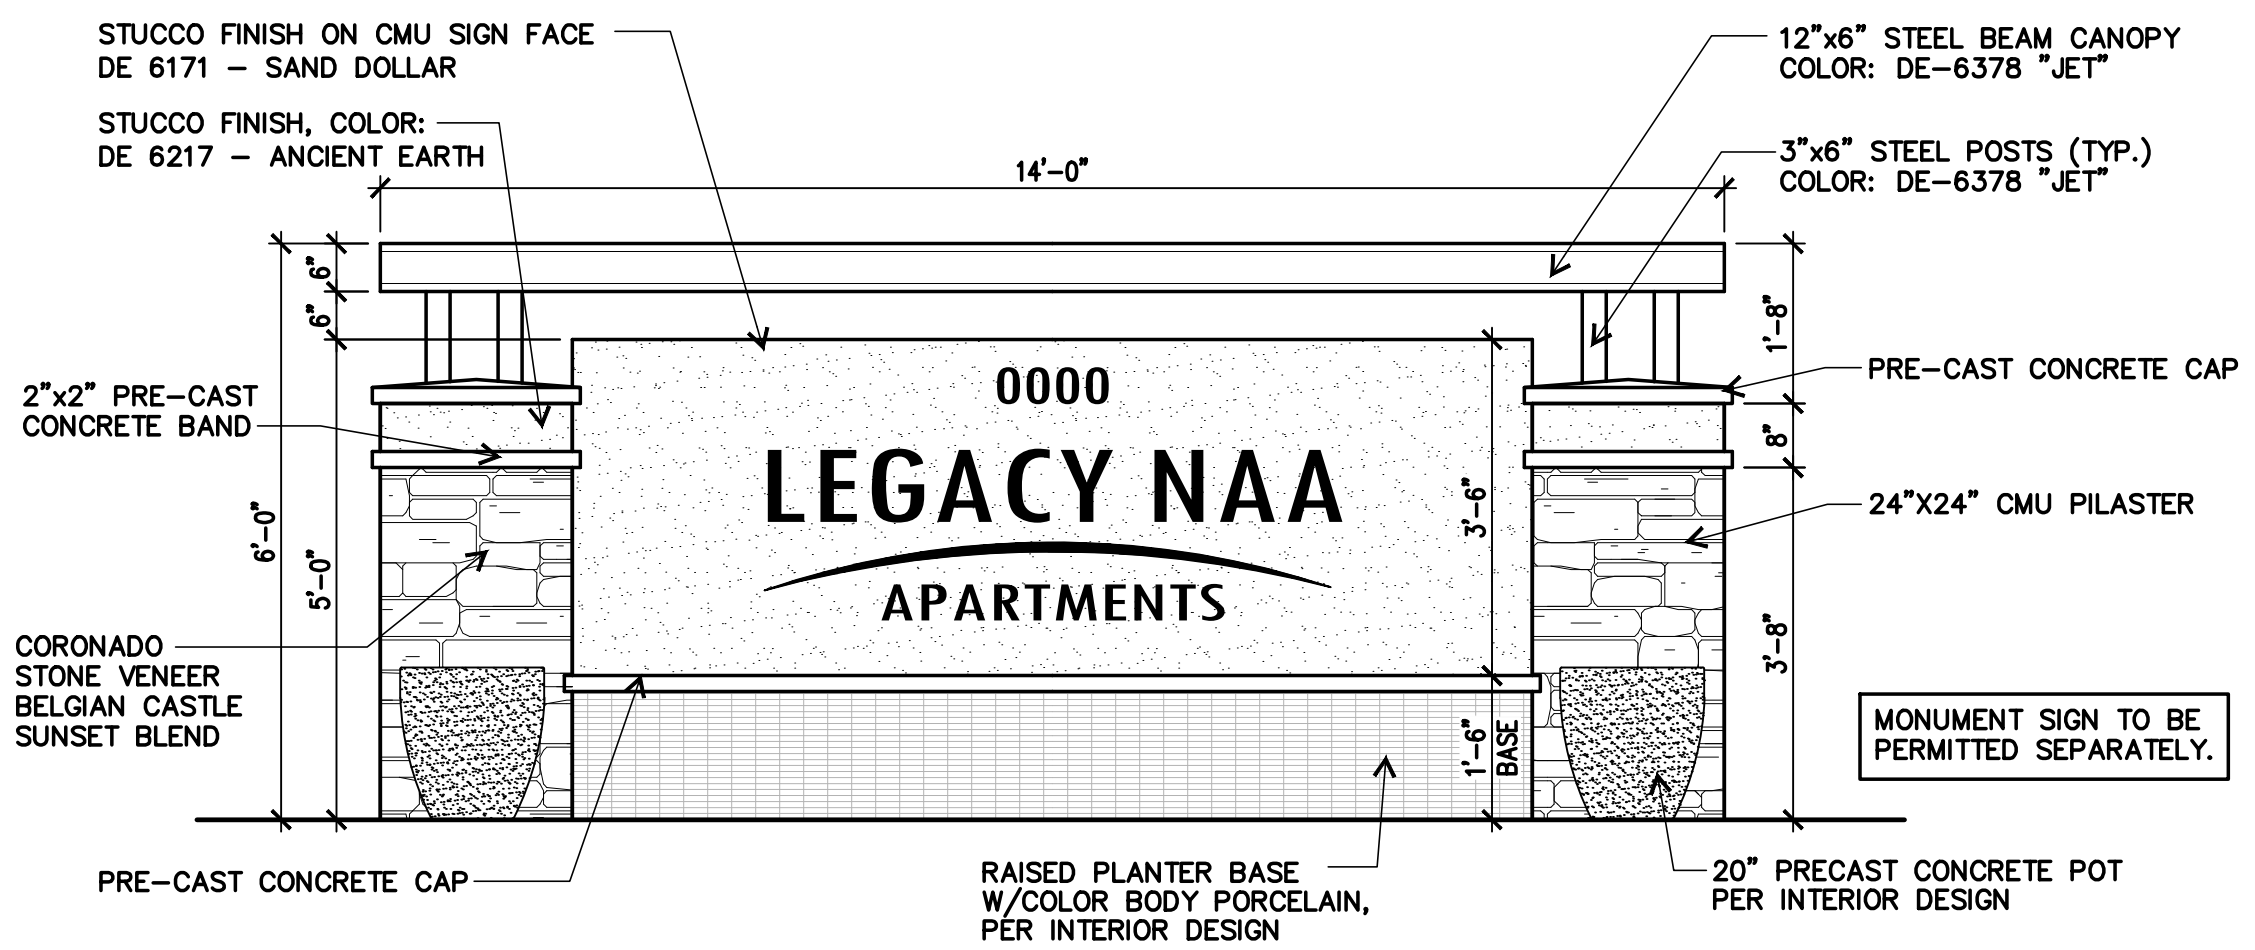 STUCCO FINISH ON CMU SIGN FACE
DE 6171 – SAND DOLLAR
STUCCO FINISH, COLOR:
DE 6217 – ANCIENT EARTH
12"x6" STEEL BEAM CANOPY
COLOR: DE–6378 "JET"
3"x6" STEEL POSTS (TYP.)
COLOR: DE–6378 "JET"
14'–0"
6"
6"
6'–0"
5'–0"
1'–8"
8"
3'–8"
2"x2" PRE–CAST
CONCRETE BAND
PRE–CAST CONCRETE CAP
0000
LEGACY NAA
APARTMENTS
3'–6"
1'–6"
BASE
24"X24" CMU PILASTER
CORONADO
STONE VENEER
BELGIAN CASTLE
SUNSET BLEND
MONUMENT SIGN TO BE
PERMITTED SEPARATELY.
PRE–CAST CONCRETE CAP
RAISED PLANTER BASE
W/COLOR BODY PORCELAIN,
PER INTERIOR DESIGN
20" PRECAST CONCRETE POT
PER INTERIOR DESIGN